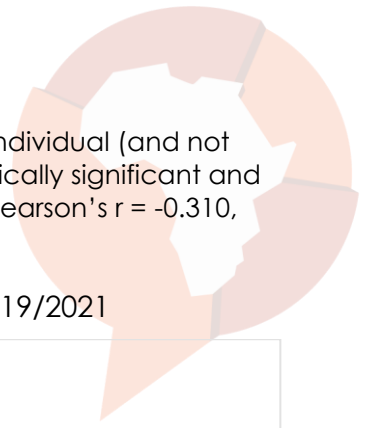 ndividual (and not
ically significant and
earson's r = -0.310,
19/2021